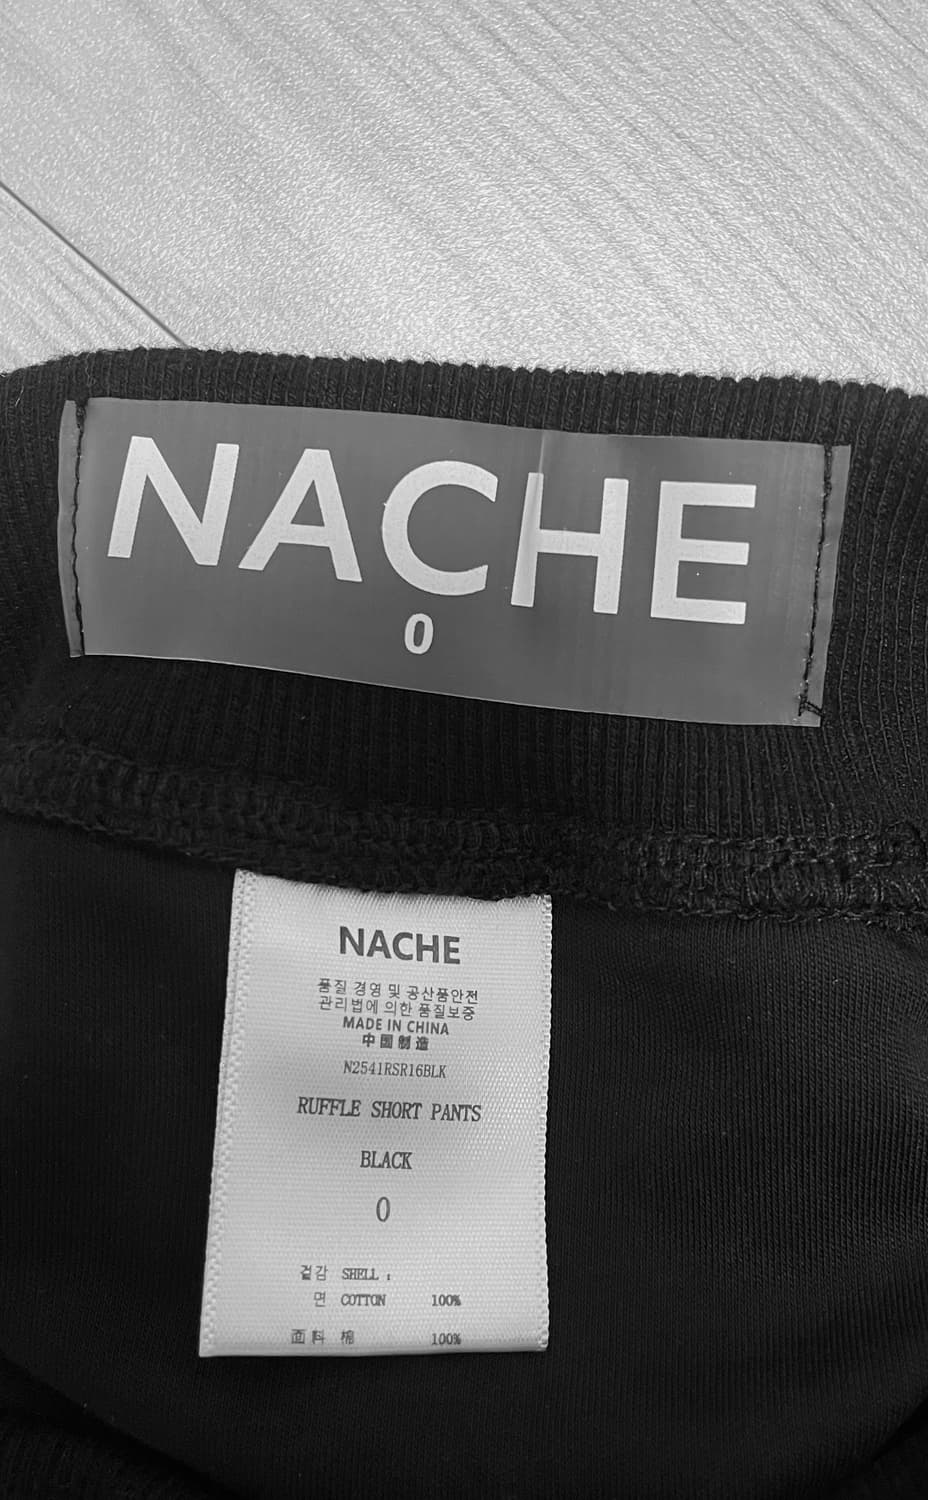 NACHE
0
NACHE
품질 경영 및 공산품안전
관리법에 의한 품질보증
MADE IN CHINA
中国制造
N2541RSR16BLK
RUFFLE SHORT PANTS
BLACK
0
겉감 SHELL :
면 COTTON 100%
面料 棉 100%